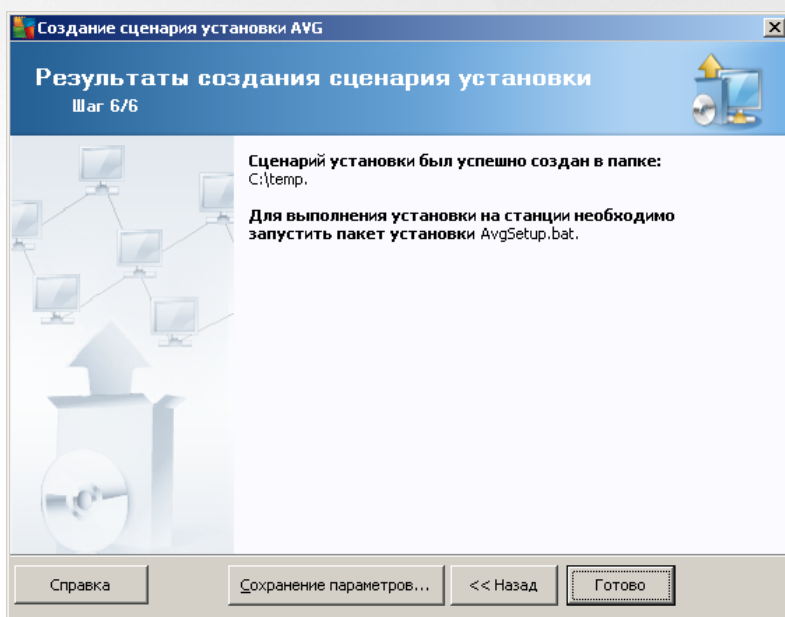 Создание сценария установки AVG
Результаты создания сценария установки
Шаг 6/6
Сценарий установки был успешно создан в папке:
C:\temp.
Для выполнения установки на станции необходимо
запустить пакет установки AvgSetup.bat.
Справка
Сохранение параметров...
<< Назад
Готово